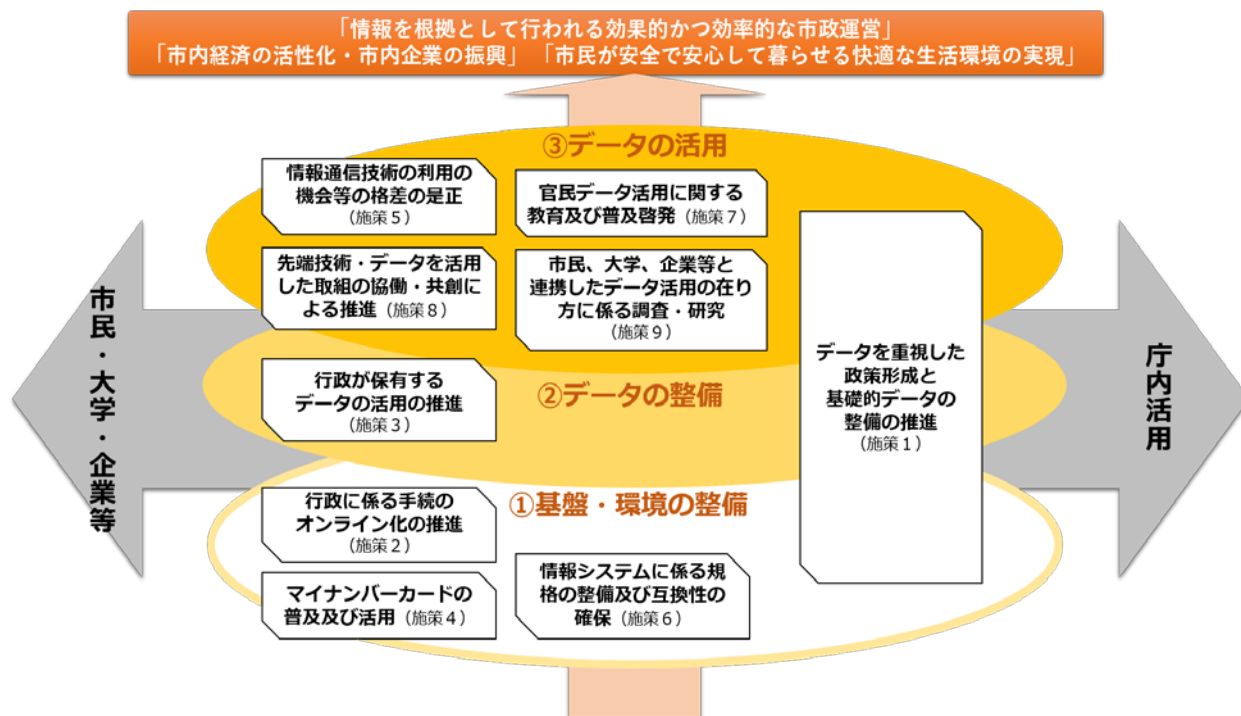 「情報を根拠として行われる効果的かつ効率的な市政運営」
「市内経済の活性化・市内企業の振興」 「市民が安全で安心して暮らせる快適な生活環境の実現」
③データの活用
情報通信技術の利用の
機会等の格差の是正
（施策５）
官民データ活用に関する
教育及び普及啓発（施策７）
先端技術・データを活用
した取組の協働・共創に
よる推進（施策８）
市民、大学、企業等と
連携したデータ活用の在り
方に係る調査・研究
（施策９）
データを重視した
政策形成と
基礎的データの
整備の推進
（施策１）
市民・大学・企業等
庁内活用
②データの整備
行政が保有する
データの活用の推進
（施策３）
①基盤・環境の整備
行政に係る手続の
オンライン化の推進
（施策２）
マイナンバーカードの
普及及び活用（施策４）
情報システムに係る規
格の整備及び互換性の
確保（施策６）